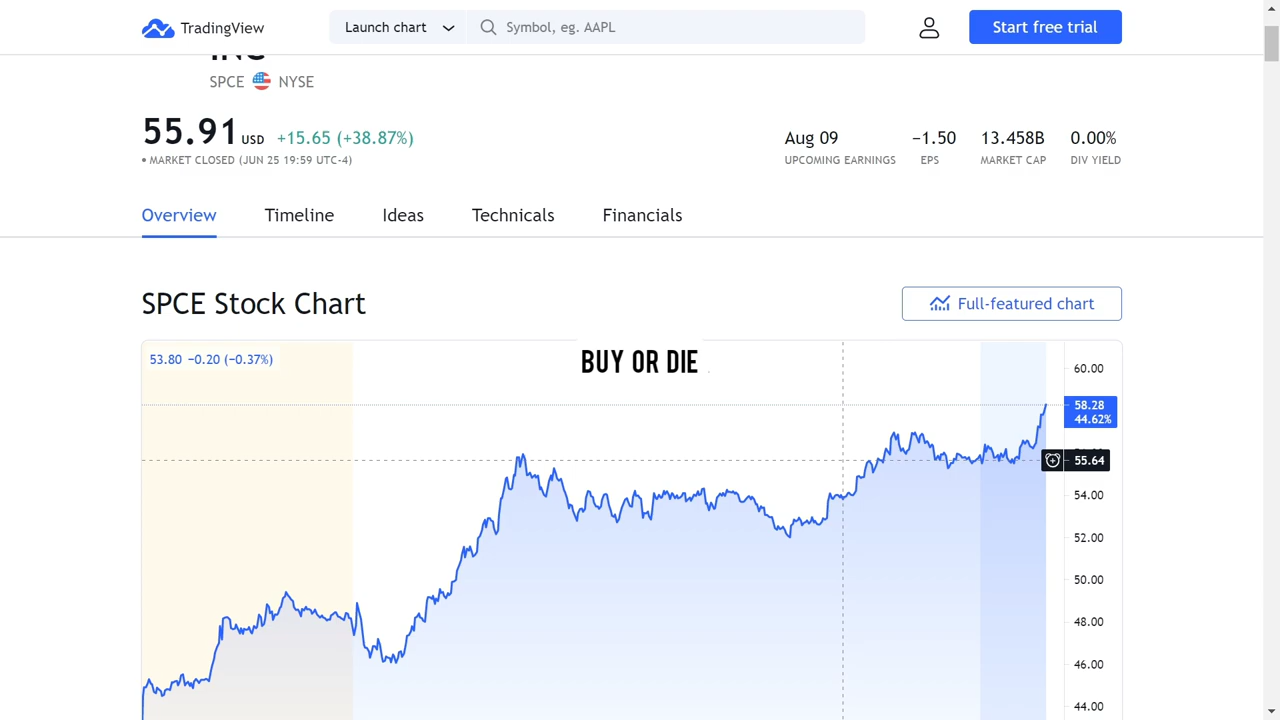 TradingView
Launch chart
Symbol, eg. AAPL
Start free trial
INC
SPCE NYSE
55.91 USD +15.65 (+38.87%)
• MARKET CLOSED (JUN 25 19:59 UTC-4)
Aug 09 −1.50 13.458B 0.00%
UPCOMING EARNINGS EPS MARKET CAP DIV YIELD
Overview Timeline Ideas Technicals Financials
SPCE Stock Chart
Full-featured chart
53.80 −0.20 (−0.37%)
BUY OR DIE
60.00
58.28
44.62%
55.64
54.00
52.00
50.00
48.00
46.00
44.00